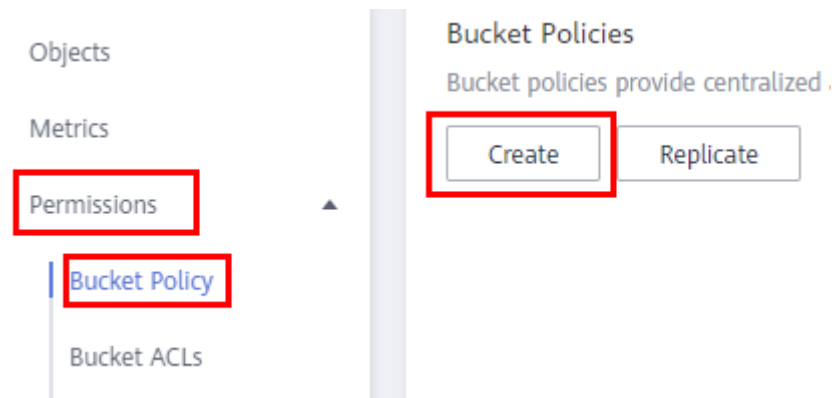 Objects
Metrics
Permissions
Bucket Policy
Bucket ACLs
Bucket Policies
Bucket policies provide centralized
Create
Replicate